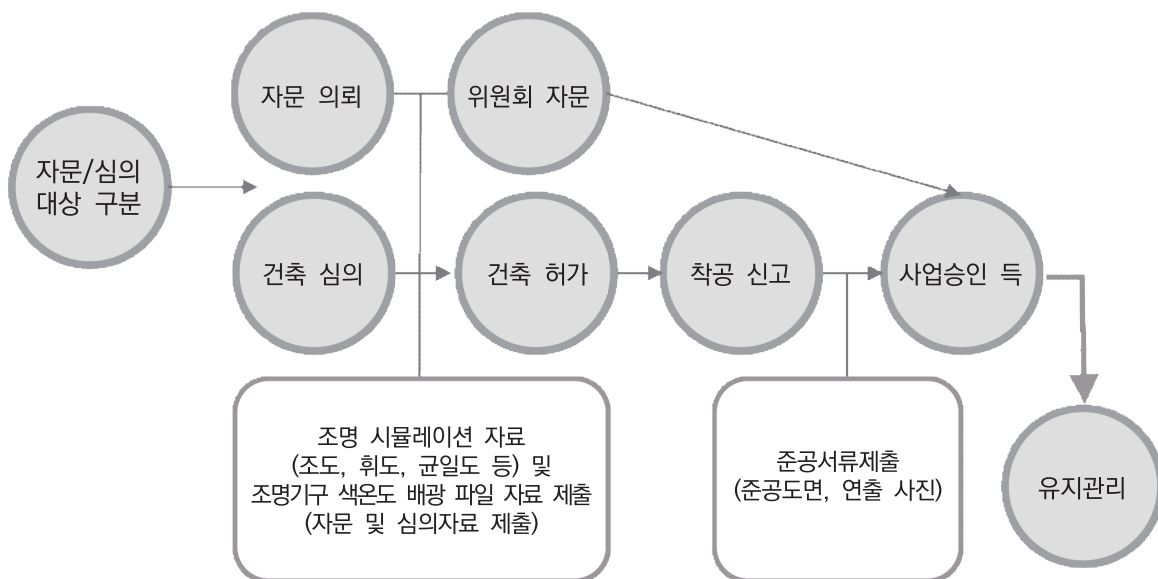 자문/심의
대상 구분
자문 의뢰
위원회 자문
건축 심의
건축 허가
착공 신고
사업승인 득
조명 시뮬레이션 자료
(조도, 휘도, 균일도 등) 및
조명기구 색온도 배광 파일 자료 제출
(자문 및 심의자료 제출)
준공서류제출
(준공도면, 연출 사진)
유지관리